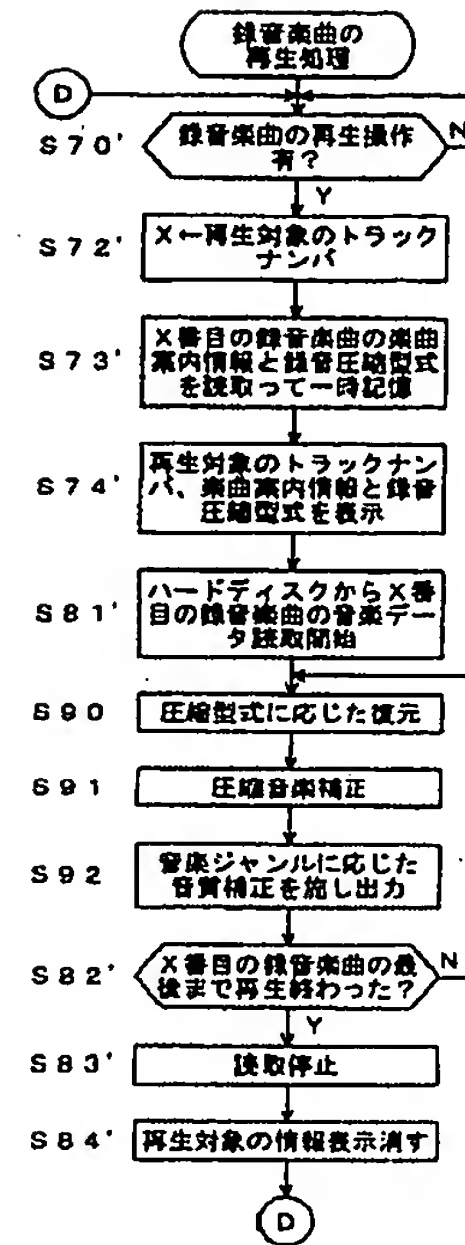 録音楽曲の
再生処理
D
S70'
録音楽曲の再生操作
有？
N
Y
S72'
X←再生対象のトラック
ナンバ
S73'
X番目の録音楽曲の楽曲
案内情報と録音圧縮型式
を読取って一時記憶
S74'
再生対象のトラックナン
バ、楽曲案内情報と録音
圧縮型式を表示
S81'
ハードディスクからX番
目の録音楽曲の音楽デー
タ読取開始
S90
圧縮型式に応じた復元
S91
圧縮音楽補正
S92
音楽ジャンルに応じた
音質補正を施し出力
S82'
X番目の録音楽曲の最
後まで再生終わった？
N
Y
S83'
読取停止
S84'
再生対象の情報表示消す
D